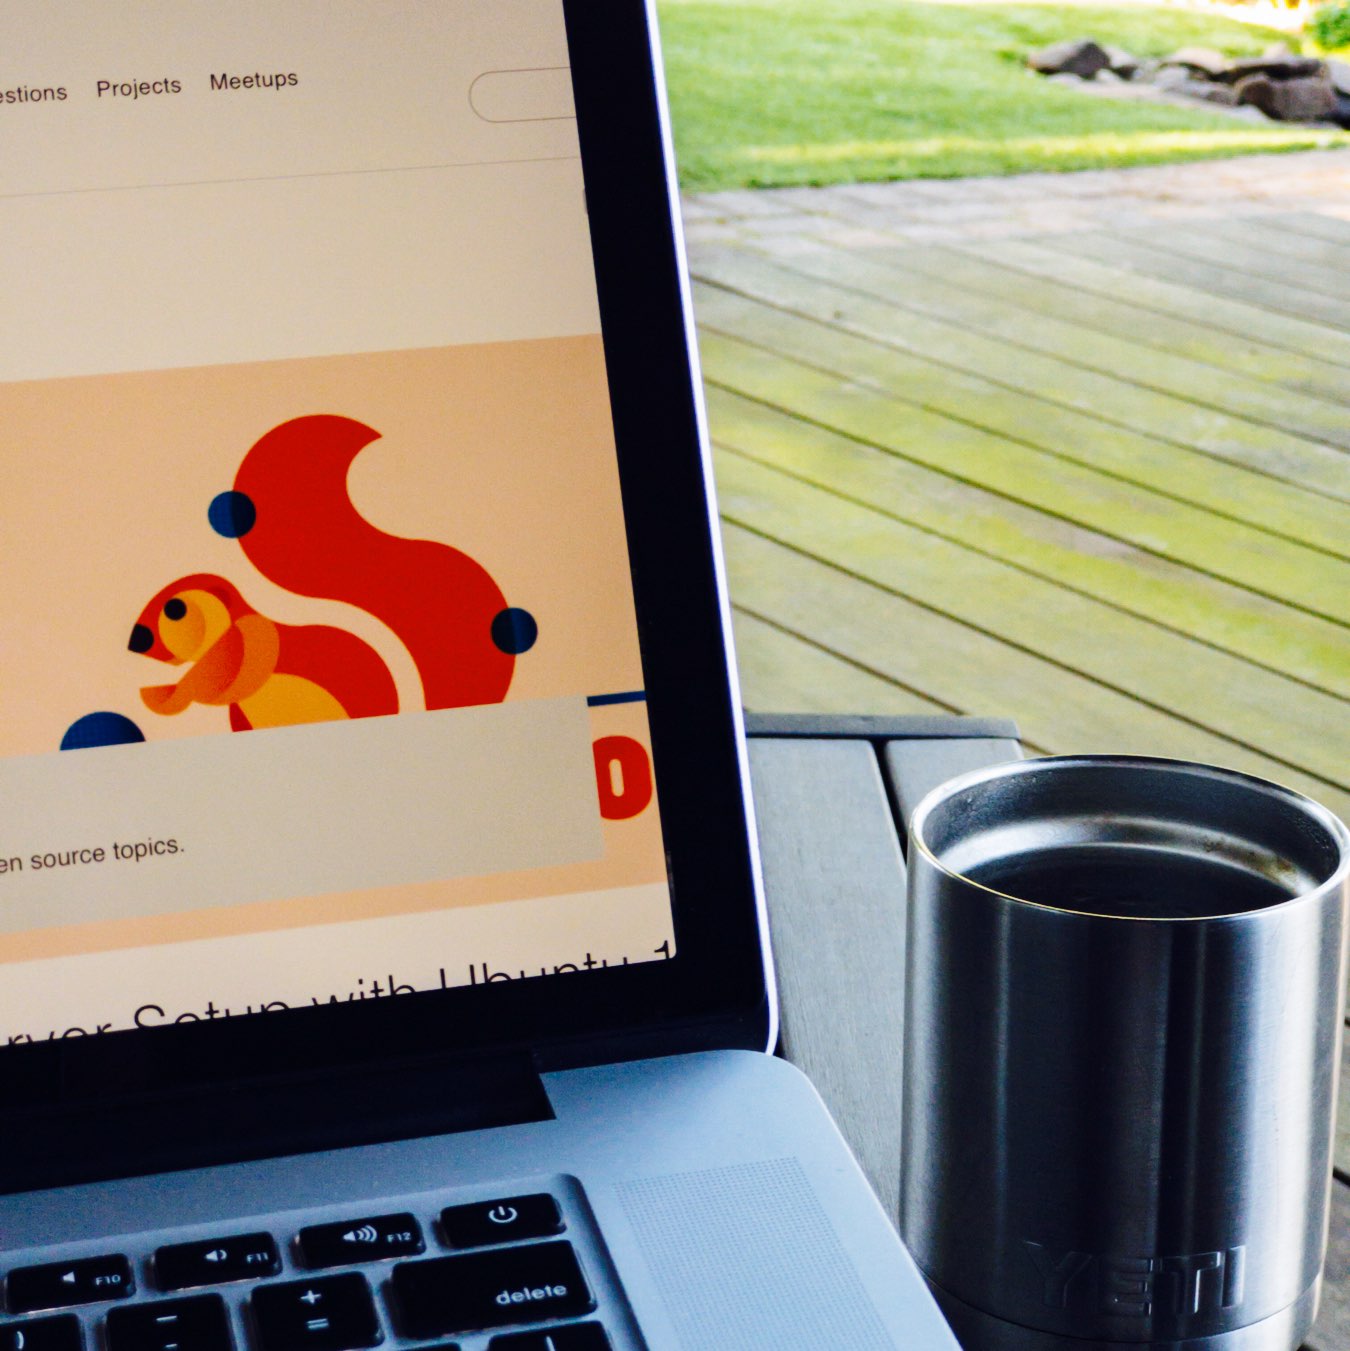 estions Projects Meetups
D
en source topics.
rver Setup with Ubuntu 1
F10 F11 F12
delete
YETI